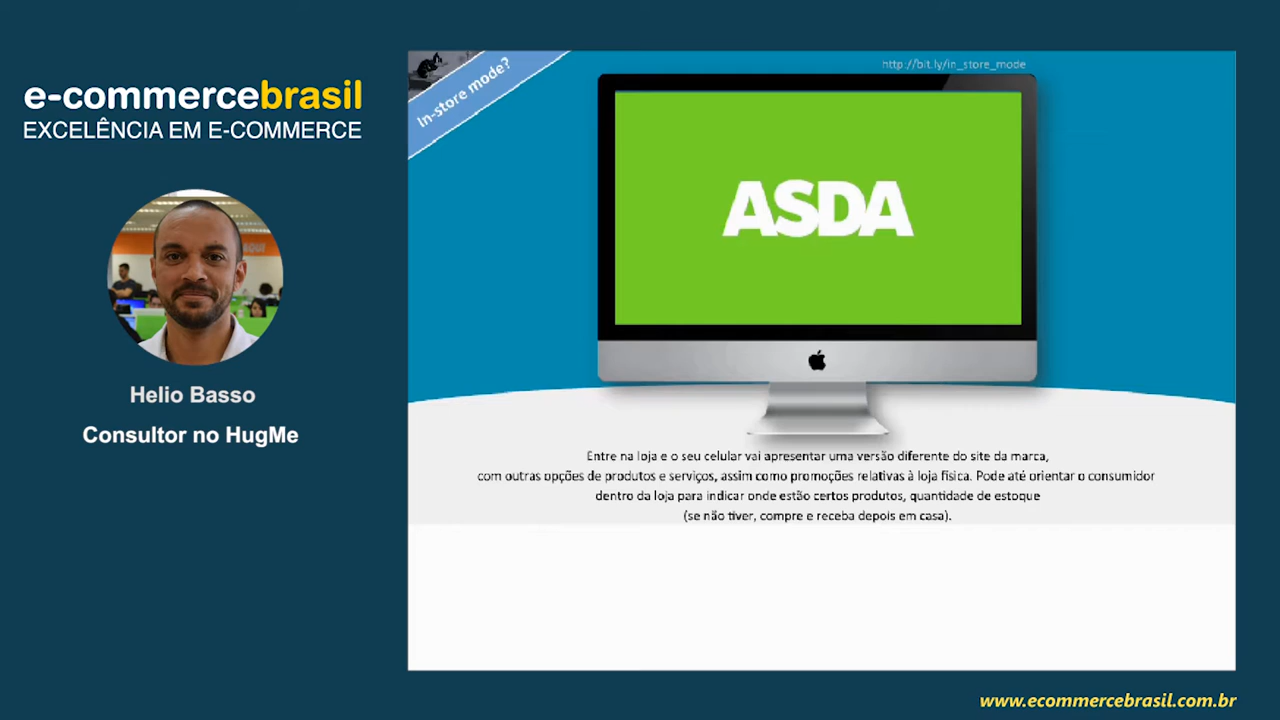 e-commercebrasil
EXCELÊNCIA EM E-COMMERCE
Helio Basso
Consultor no HugMe
In-store mode?
http://bit.ly/in_store_mode
ASDA
Entre na loja e o seu celular vai apresentar uma versão diferente do site da marca,
com outras opções de produtos e serviços, assim como promoções relativas à loja física. Pode até orientar o consumidor
dentro da loja para indicar onde estão certos produtos, quantidade de estoque
(se não tiver, compre e receba depois em casa).
www.ecommercebrasil.com.br